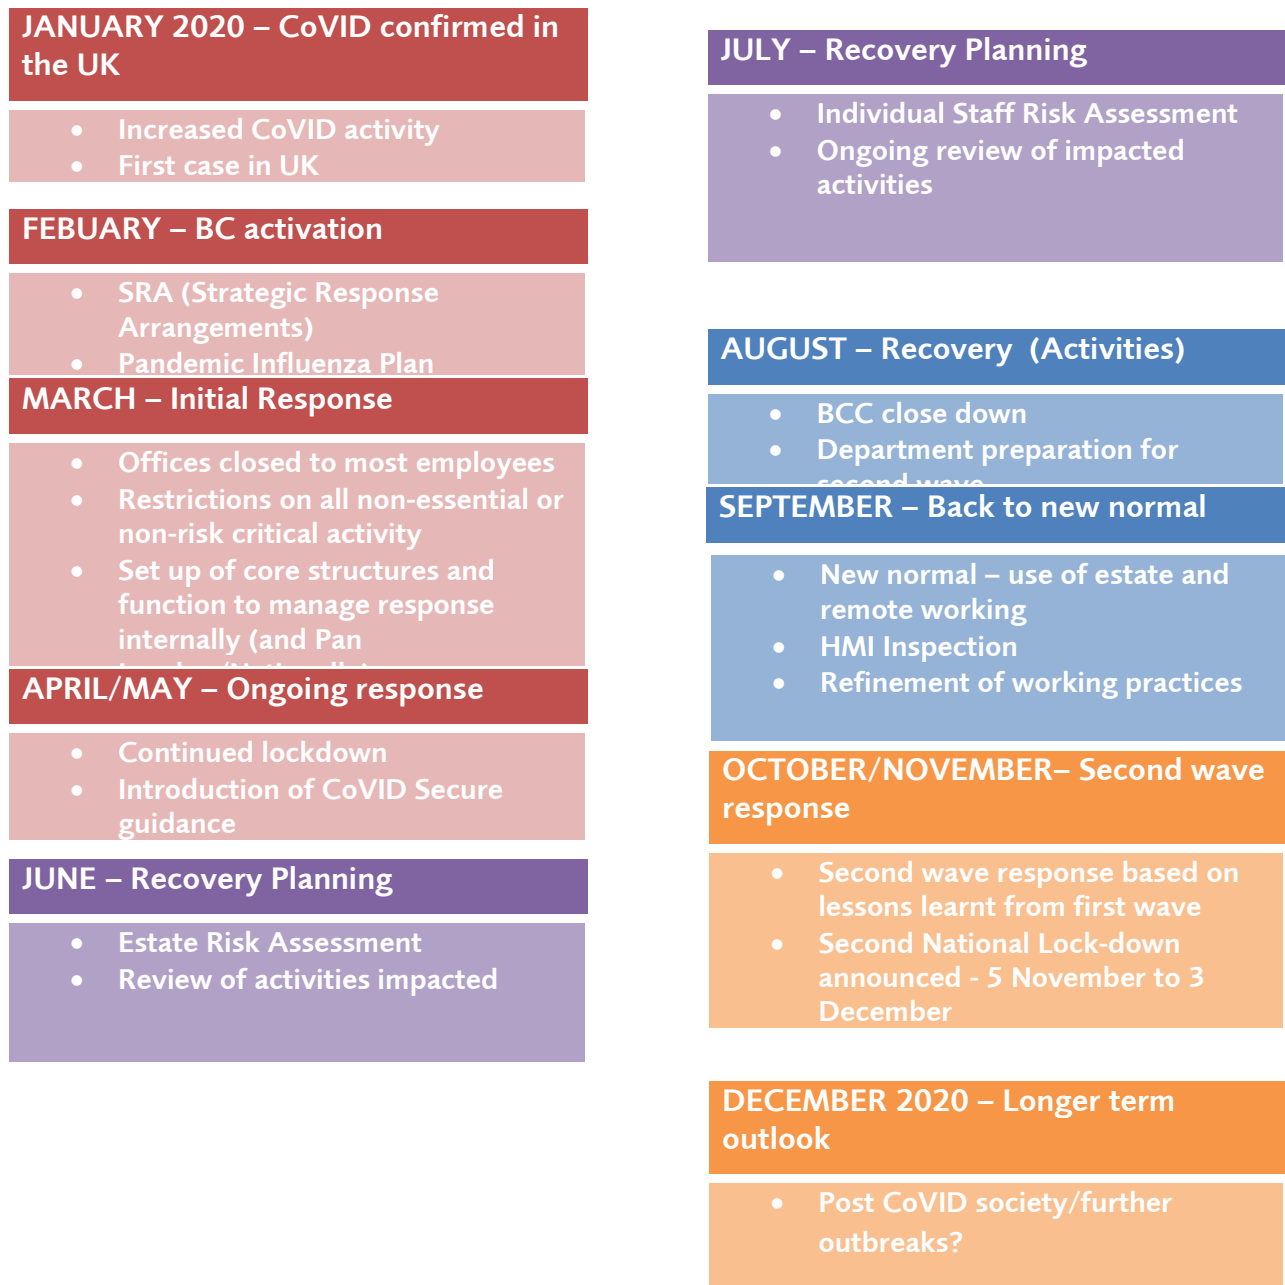 JANUARY 2020 – CoVID confirmed in
the UK
• Increased CoVID activity
• First case in UK
FEBUARY – BC activation
• SRA (Strategic Response
Arrangements)
• Pandemic Influenza Plan
MARCH – Initial Response
• Offices closed to most employees
• Restrictions on all non-essential or
non-risk critical activity
• Set up of core structures and
function to manage response
internally (and Pan
APRIL/MAY – Ongoing response
• Continued lockdown
• Introduction of CoVID Secure
guidance
JUNE – Recovery Planning
• Estate Risk Assessment
• Review of activities impacted
JULY – Recovery Planning
• Individual Staff Risk Assessment
• Ongoing review of impacted
activities
AUGUST – Recovery (Activities)
• BCC close down
• Department preparation for
second wave
SEPTEMBER – Back to new normal
• New normal – use of estate and
remote working
• HMI Inspection
• Refinement of working practices
OCTOBER/NOVEMBER– Second wave
response
• Second wave response based on
lessons learnt from first wave
• Second National Lock-down
announced - 5 November to 3
December
DECEMBER 2020 – Longer term
outlook
• Post CoVID society/further
outbreaks?